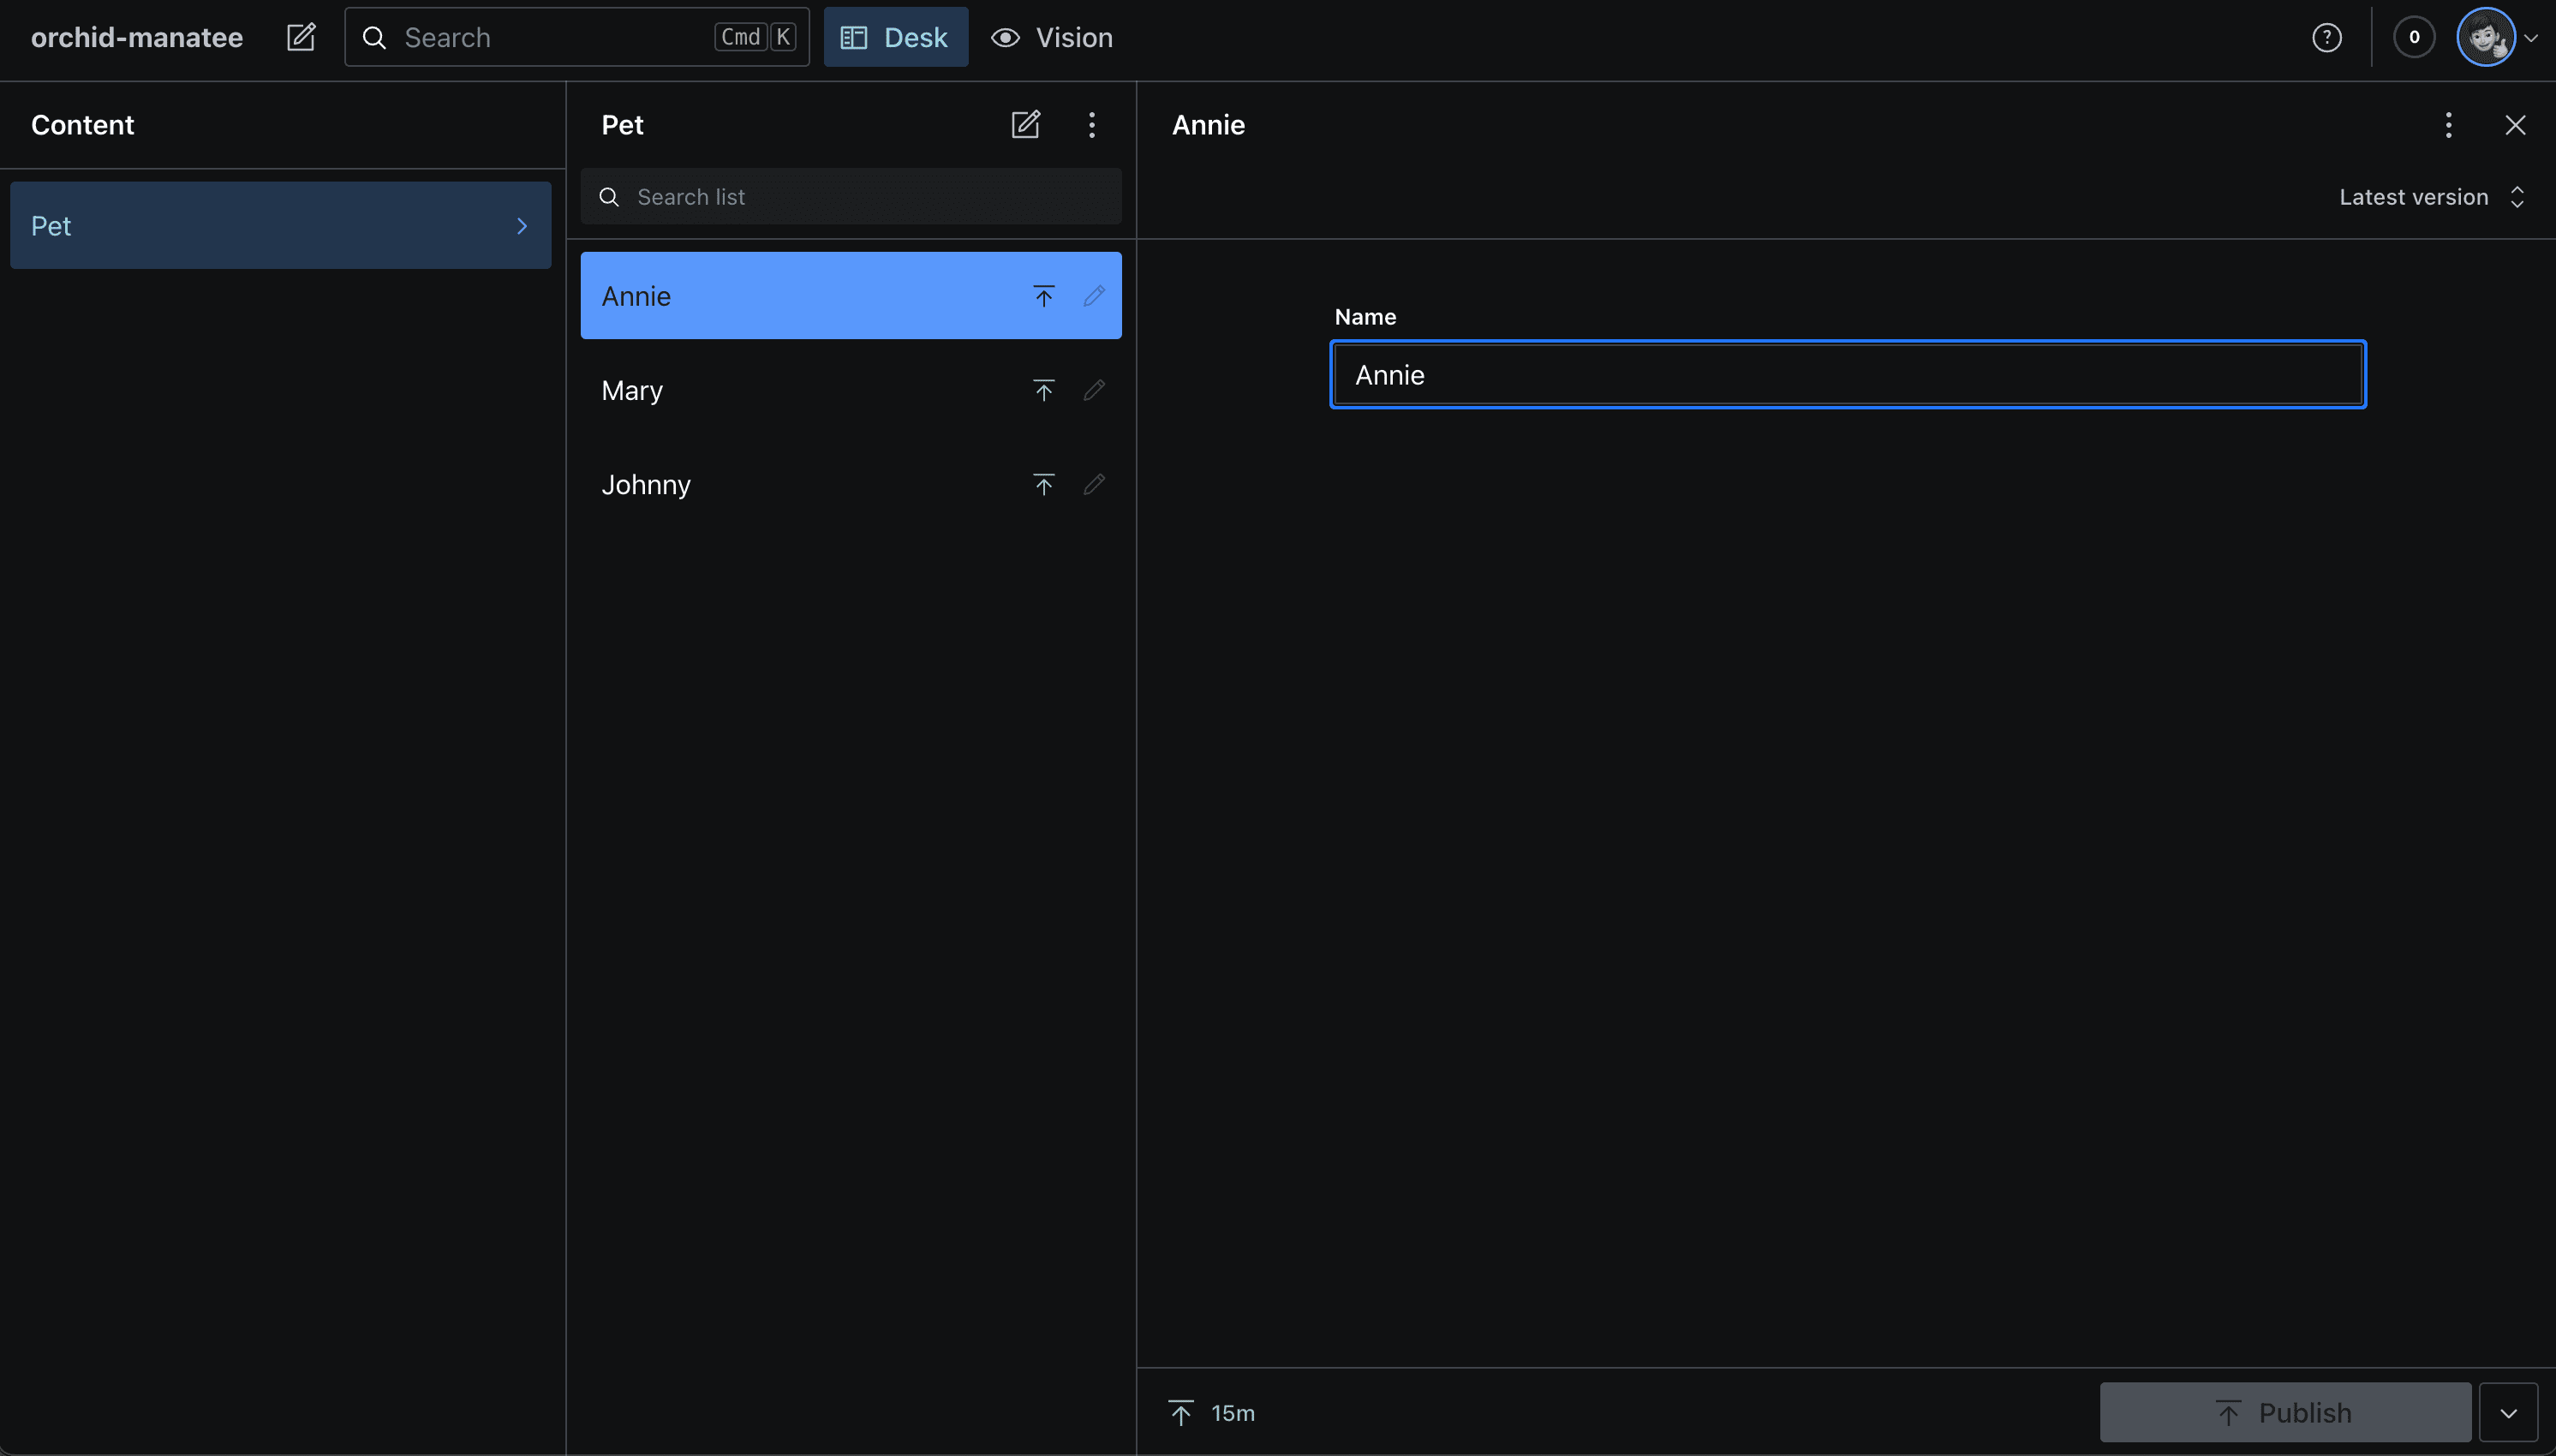 orchid-manatee
Search
Cmd K
Desk
Vision
?
0
Content
Pet
Pet
Search list
Annie
Mary
Johnny
Annie
Latest version
Name
Annie
15m
Publish